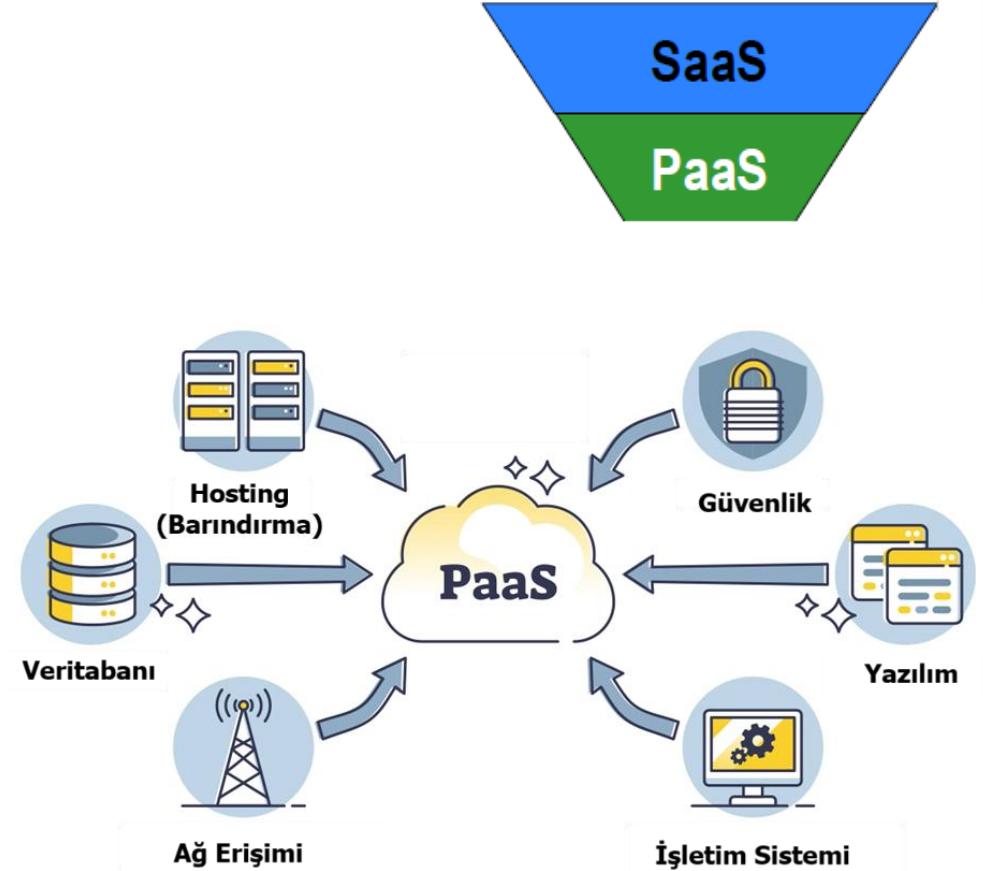 SaaS
PaaS
Hosting
(Barındırma)
Güvenlik
PaaS
Veritabanı
Yazılım
Ağ Erişimi
İşletim Sistemi